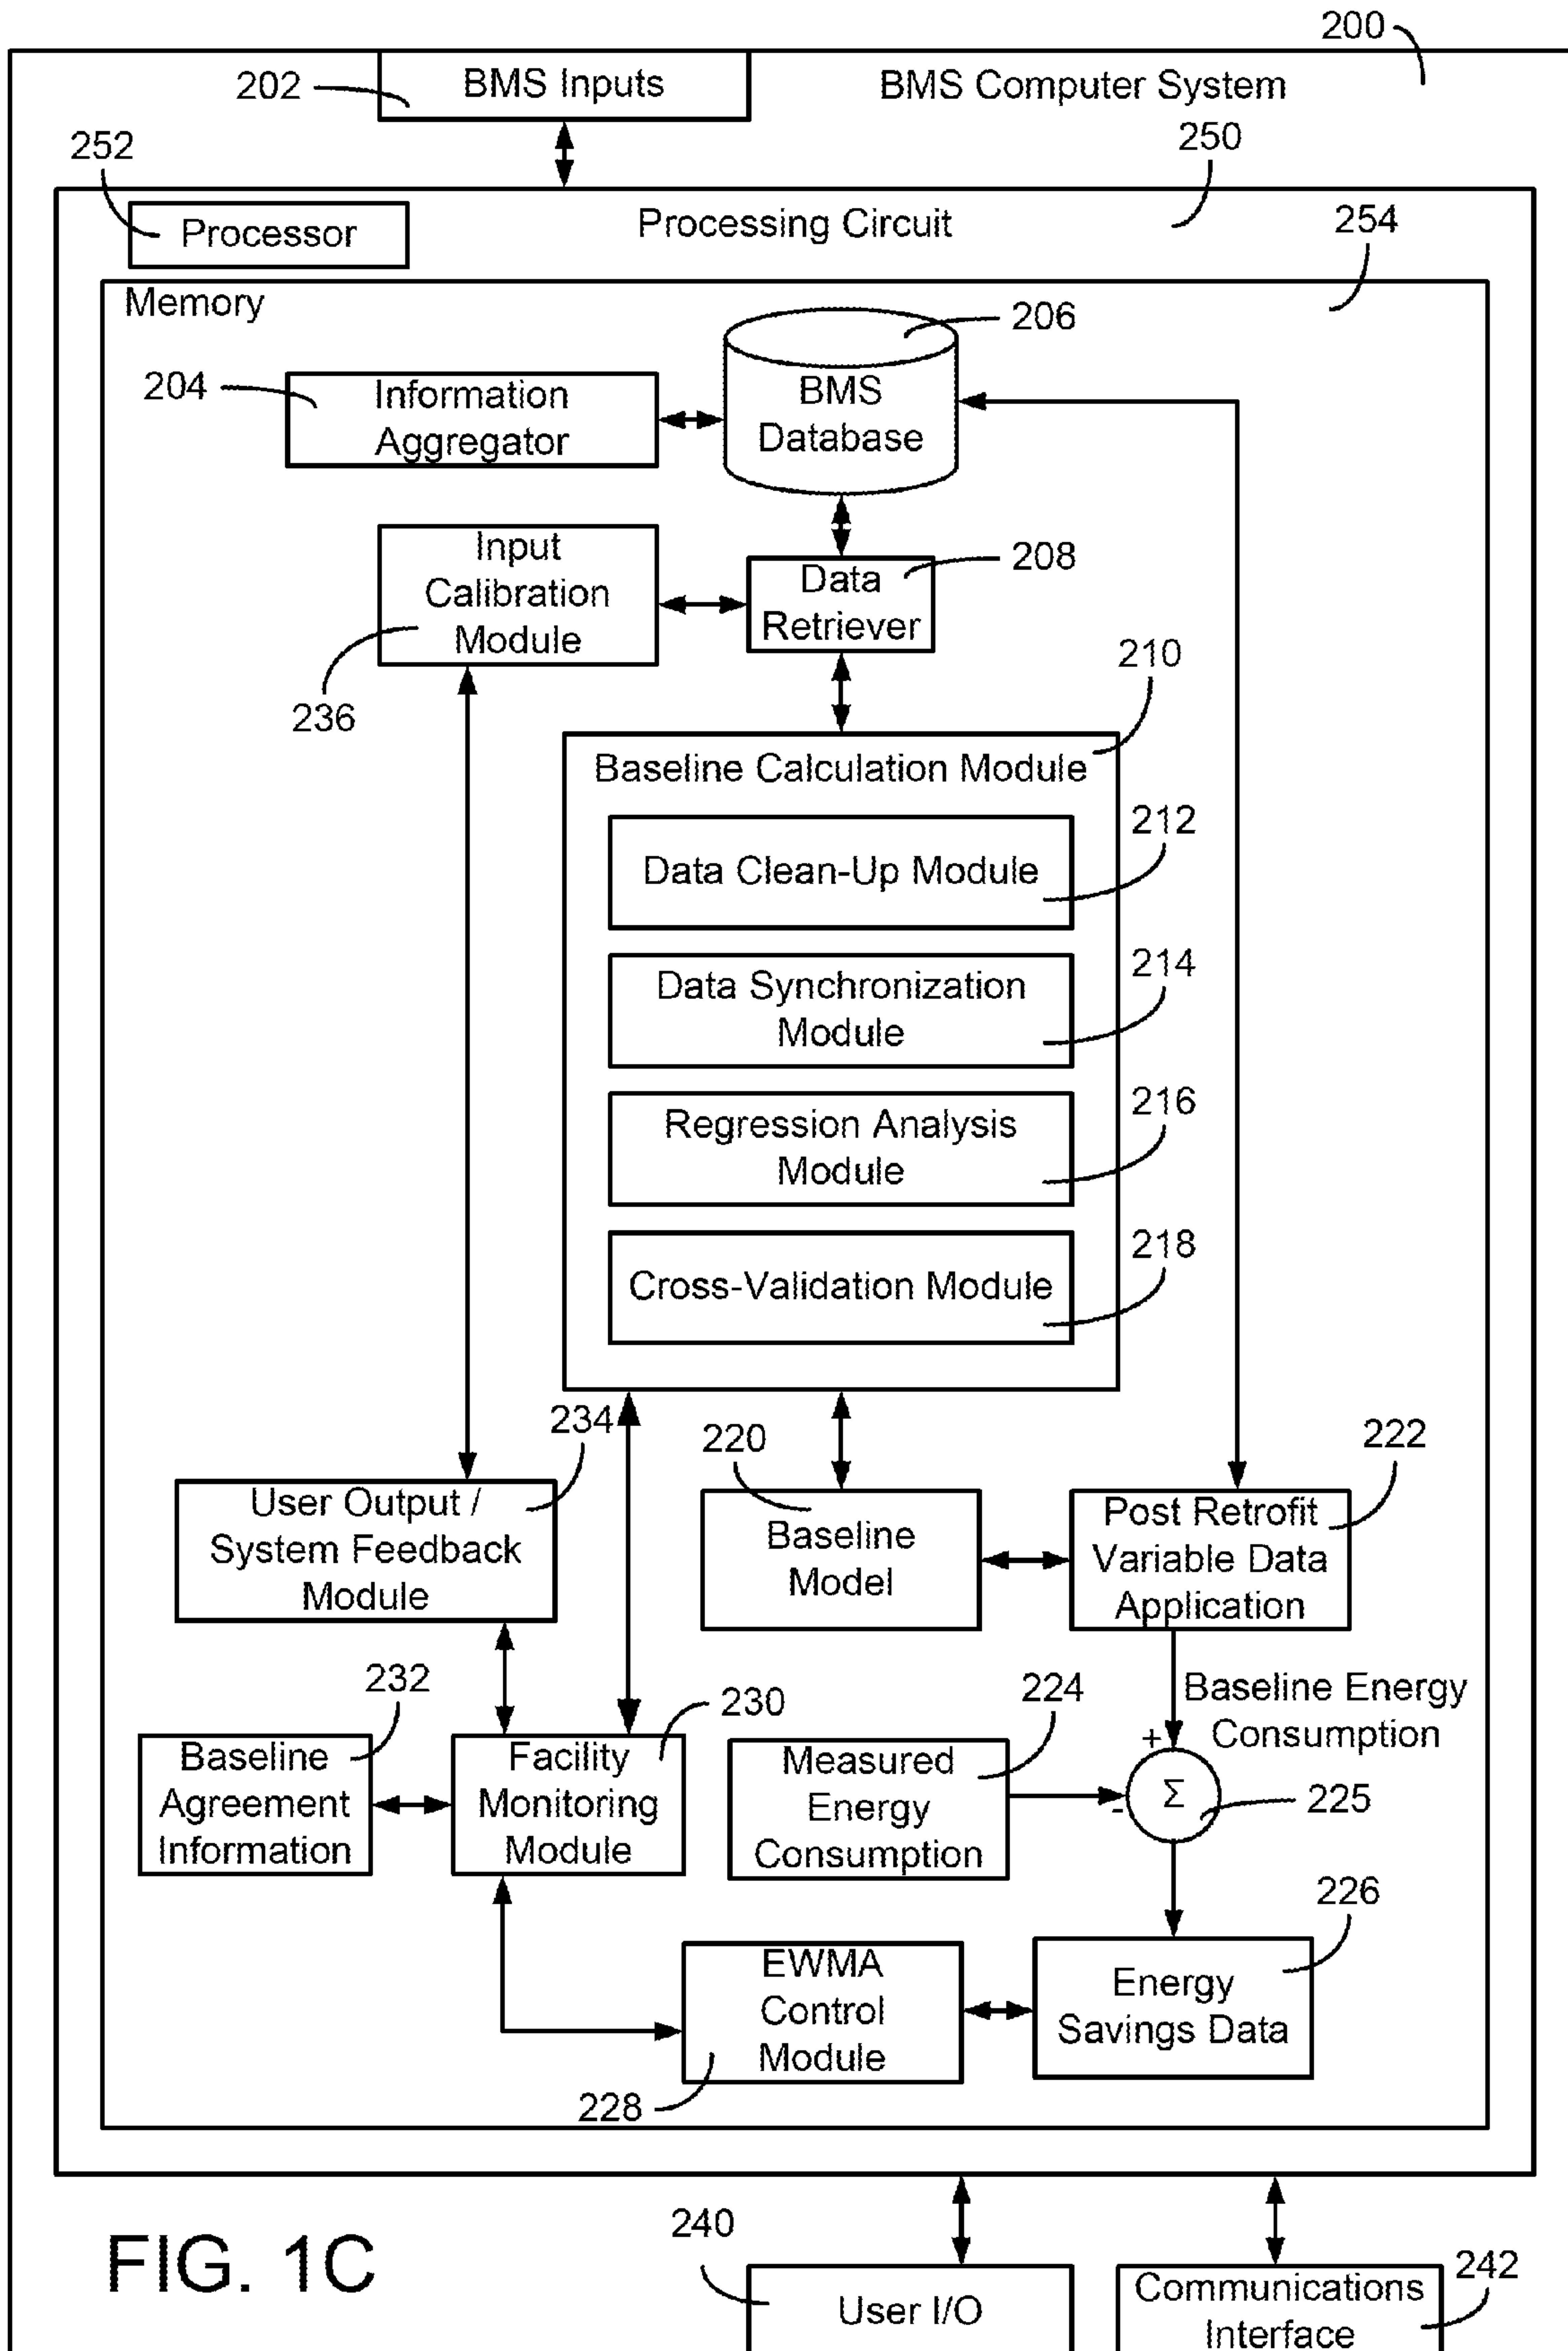 200
202
BMS Inputs
BMS Computer System
252
250
Processor
Processing Circuit
254
Memory
206
204
Information
Aggregator
BMS
Database
Input
Calibration
Module
208
Data
Retriever
236
210
Baseline Calculation Module
212
Data Clean-Up Module
214
Data Synchronization
Module
216
Regression Analysis
Module
218
Cross-Validation Module
234
220
222
User Output /
System Feedback
Module
Baseline
Model
Post Retrofit
Variable Data
Application
232
230
224
Baseline Energy
Consumption
Baseline
Agreement
Information
Facility
Monitoring
Module
Measured
Energy
Consumption
+
-
Σ
225
226
EWMA
Control
Module
Energy
Savings Data
228
FIG. 1C
240
User I/O
242
Communications
Interface